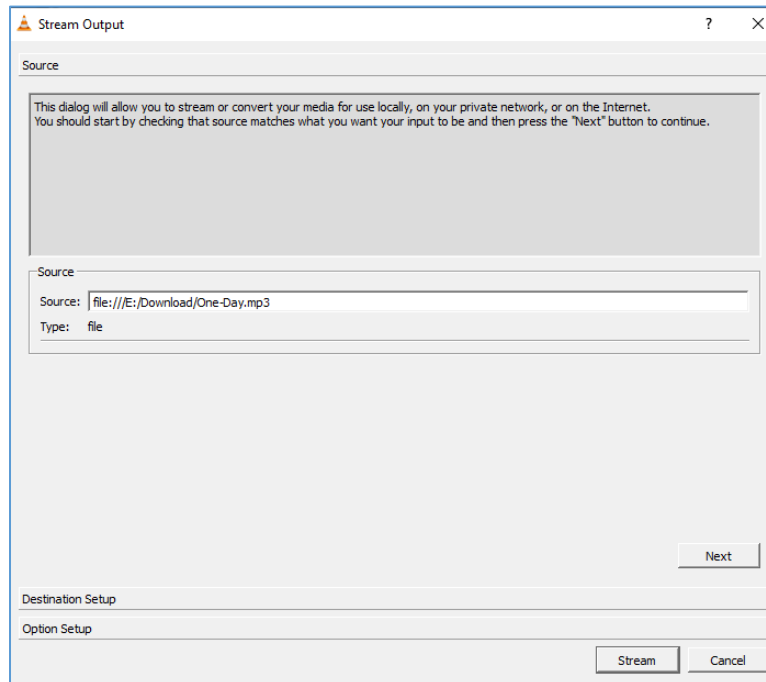 Stream Output
?
Source
This dialog will allow you to stream or convert your media for use locally, on your private network, or on the Internet.
You should start by checking that source matches what you want your input to be and then press the "Next" button to continue.
Source
Source: file:///E:/Download/One-Day.mp3
Type: file
Next
Destination Setup
Option Setup
Stream Cancel